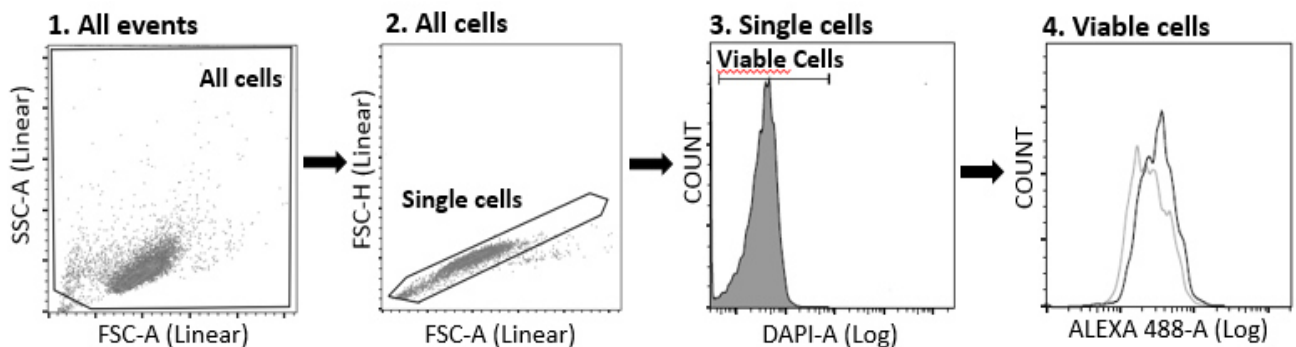 1. All events
All cells
SSC-A (Linear)
FSC-A (Linear)
2. All cells
Single cells
FSC-H (Linear)
FSC-A (Linear)
3. Single cells
Viable Cells
COUNT
DAPI-A (Log)
4. Viable cells
COUNT
ALEXA 488-A (Log)